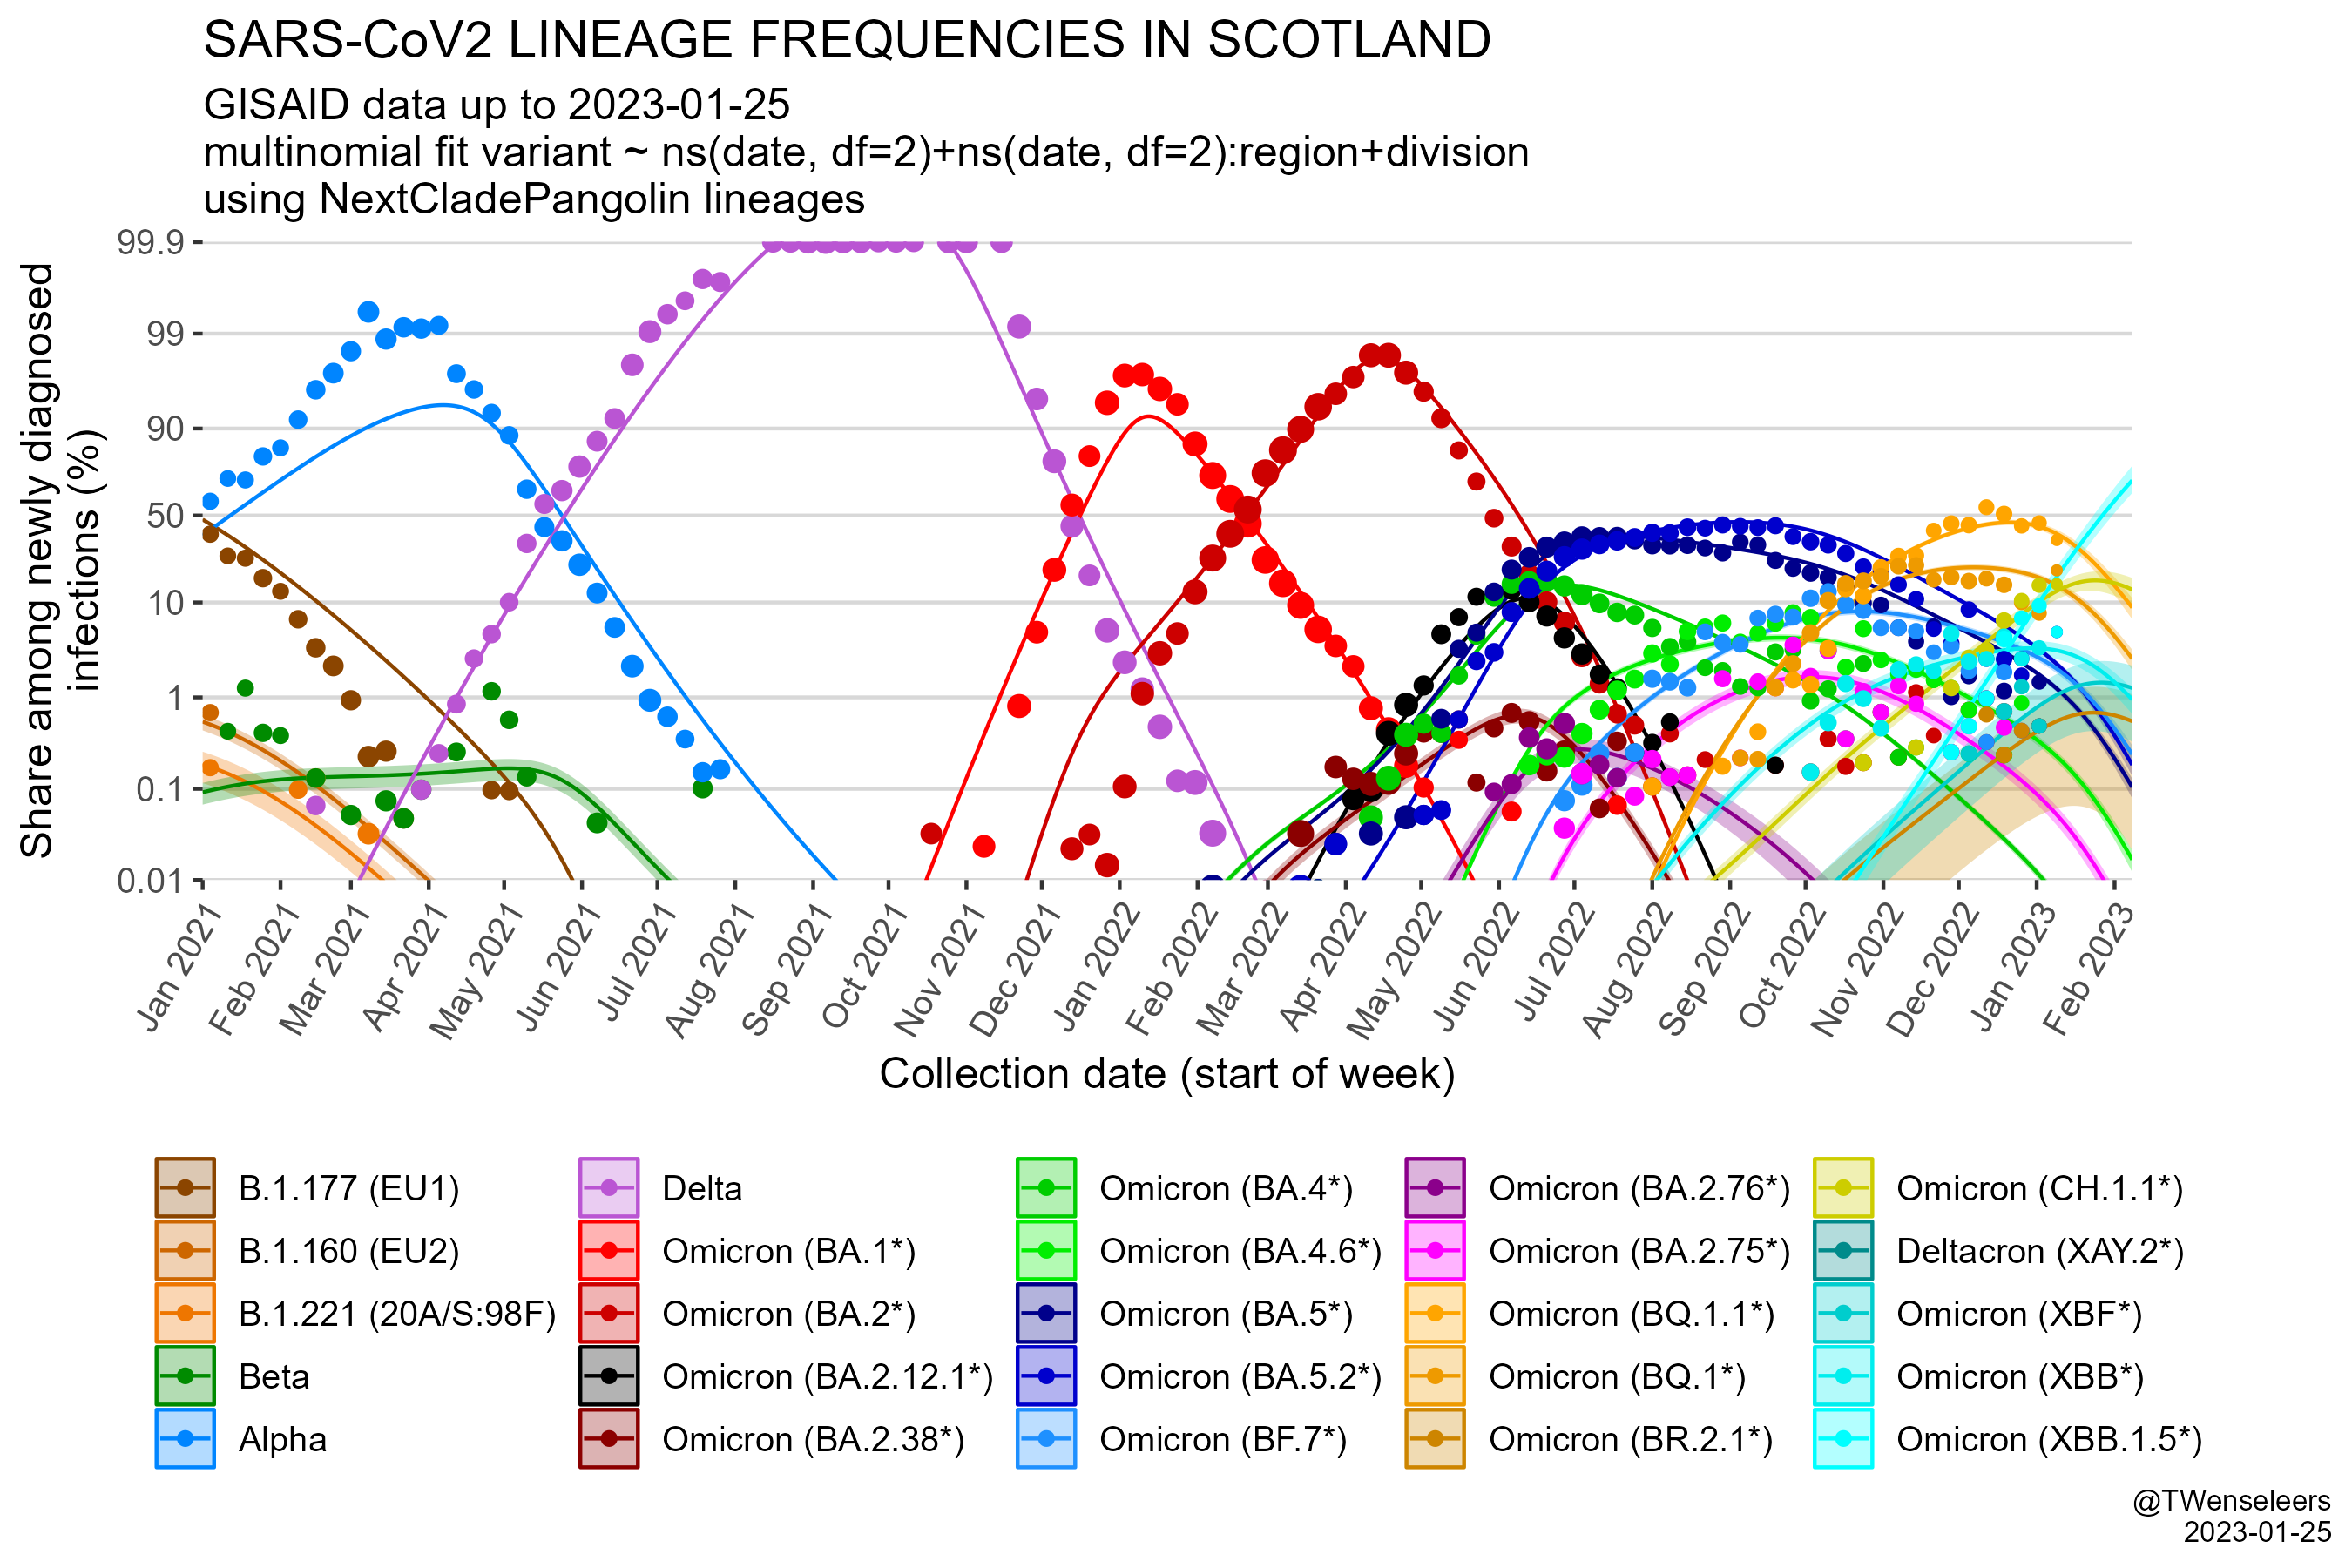 SARS-CoV2 LINEAGE FREQUENCIES IN SCOTLAND
GISAID data up to 2023-01-25
multinomial fit variant ~ ns(date, df=2)+ns(date, df=2):region+division
using NextCladePangolin lineages
Share among newly diagnosed
infections (%)
99.9
99
90
50
10
1
0.1
0.01
Jan 2021
Feb 2021
Mar 2021
Apr 2021
May 2021
Jun 2021
Jul 2021
Aug 2021
Sep 2021
Oct 2021
Nov 2021
Dec 2021
Jan 2022
Feb 2022
Mar 2022
Apr 2022
May 2022
Jun 2022
Jul 2022
Aug 2022
Sep 2022
Oct 2022
Nov 2022
Dec 2022
Jan 2023
Feb 2023
Collection date (start of week)
B.1.177 (EU1)
B.1.160 (EU2)
B.1.221 (20A/S:98F)
Beta
Alpha
Delta
Omicron (BA.1*)
Omicron (BA.2*)
Omicron (BA.2.12.1*)
Omicron (BA.2.38*)
Omicron (BA.4*)
Omicron (BA.4.6*)
Omicron (BA.5*)
Omicron (BA.5.2*)
Omicron (BF.7*)
Omicron (BA.2.76*)
Omicron (BA.2.75*)
Omicron (BQ.1.1*)
Omicron (BQ.1*)
Omicron (BR.2.1*)
Omicron (CH.1.1*)
Deltacron (XAY.2*)
Omicron (XBF*)
Omicron (XBB*)
Omicron (XBB.1.5*)
@TWenseleers
2023-01-25